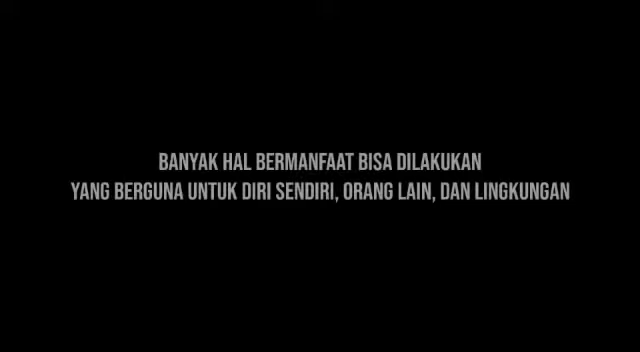 BANYAK HAL BERMANFAAT BISA DILAKUKAN
YANG BERGUNA UNTUK DIRI SENDIRI, ORANG LAIN, DAN LINGKUNGAN